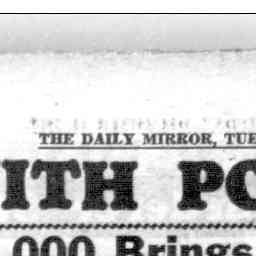 THE DAILY MIRROR, TUE
ITH PO
000 Brings